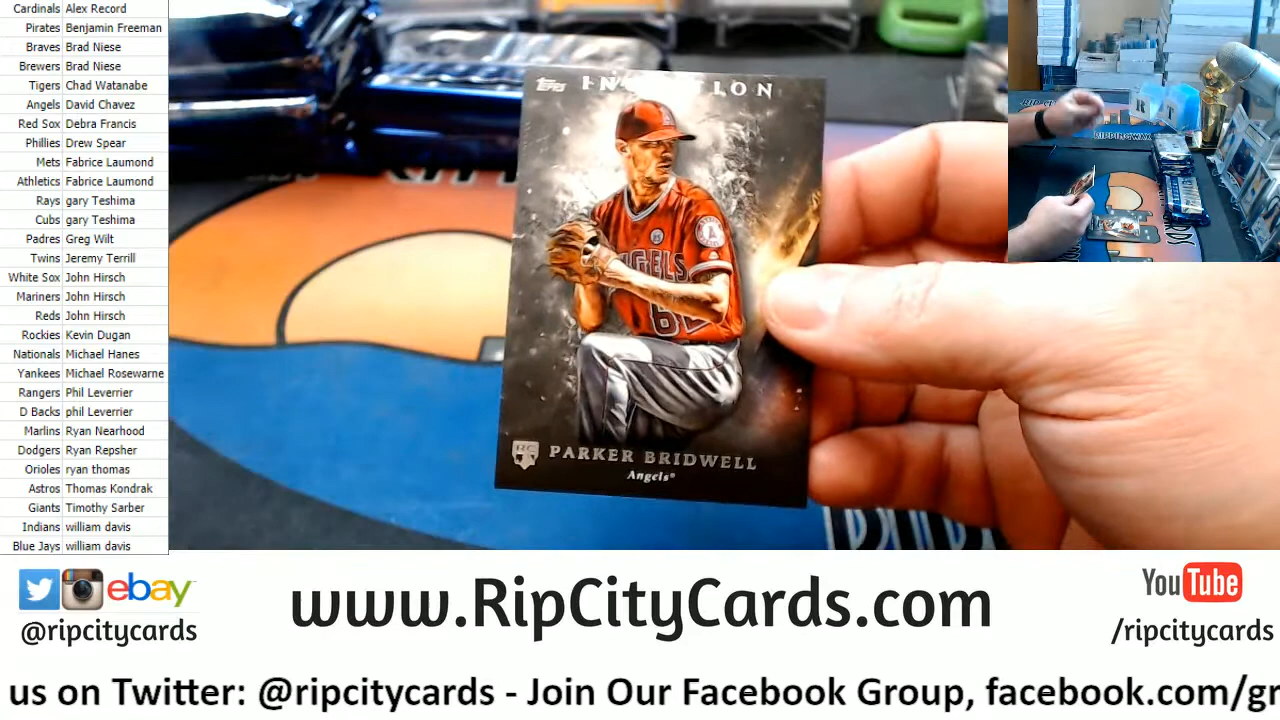 Cardinals Alex Record
Pirates Benjamin Freeman
Braves Brad Niese
Brewers Brad Niese
Tigers Chad Watanabe
Angels David Chavez
Red Sox Debra Francis
Phillies Drew Spear
Mets Fabrice Laumond
Athletics Fabrice Laumond
Rays gary Teshima
Cubs gary Teshima
Padres Greg Wilt
Twins Jeremy Terrill
White Sox John Hirsch
Mariners John Hirsch
Reds John Hirsch
Rockies Kevin Dugan
Nationals Michael Hanes
Yankees Michael Rosewarne
Rangers Phil Leverrier
D Backs phil Leverrier
Marlins Ryan Nearhood
Dodgers Ryan Repsher
Orioles ryan thomas
Astros Thomas Kondrak
Giants Timothy Sarber
Indians william davis
Blue Jays william davis
Topps
ANGELS
RC PARKER BRIDWELL
Angels®
ebay
@ripcitycards
www.RipCityCards.com
YouTube
/ripcitycards
us on Twitter: @ripcitycards - Join Our Facebook Group, facebook.com/gr